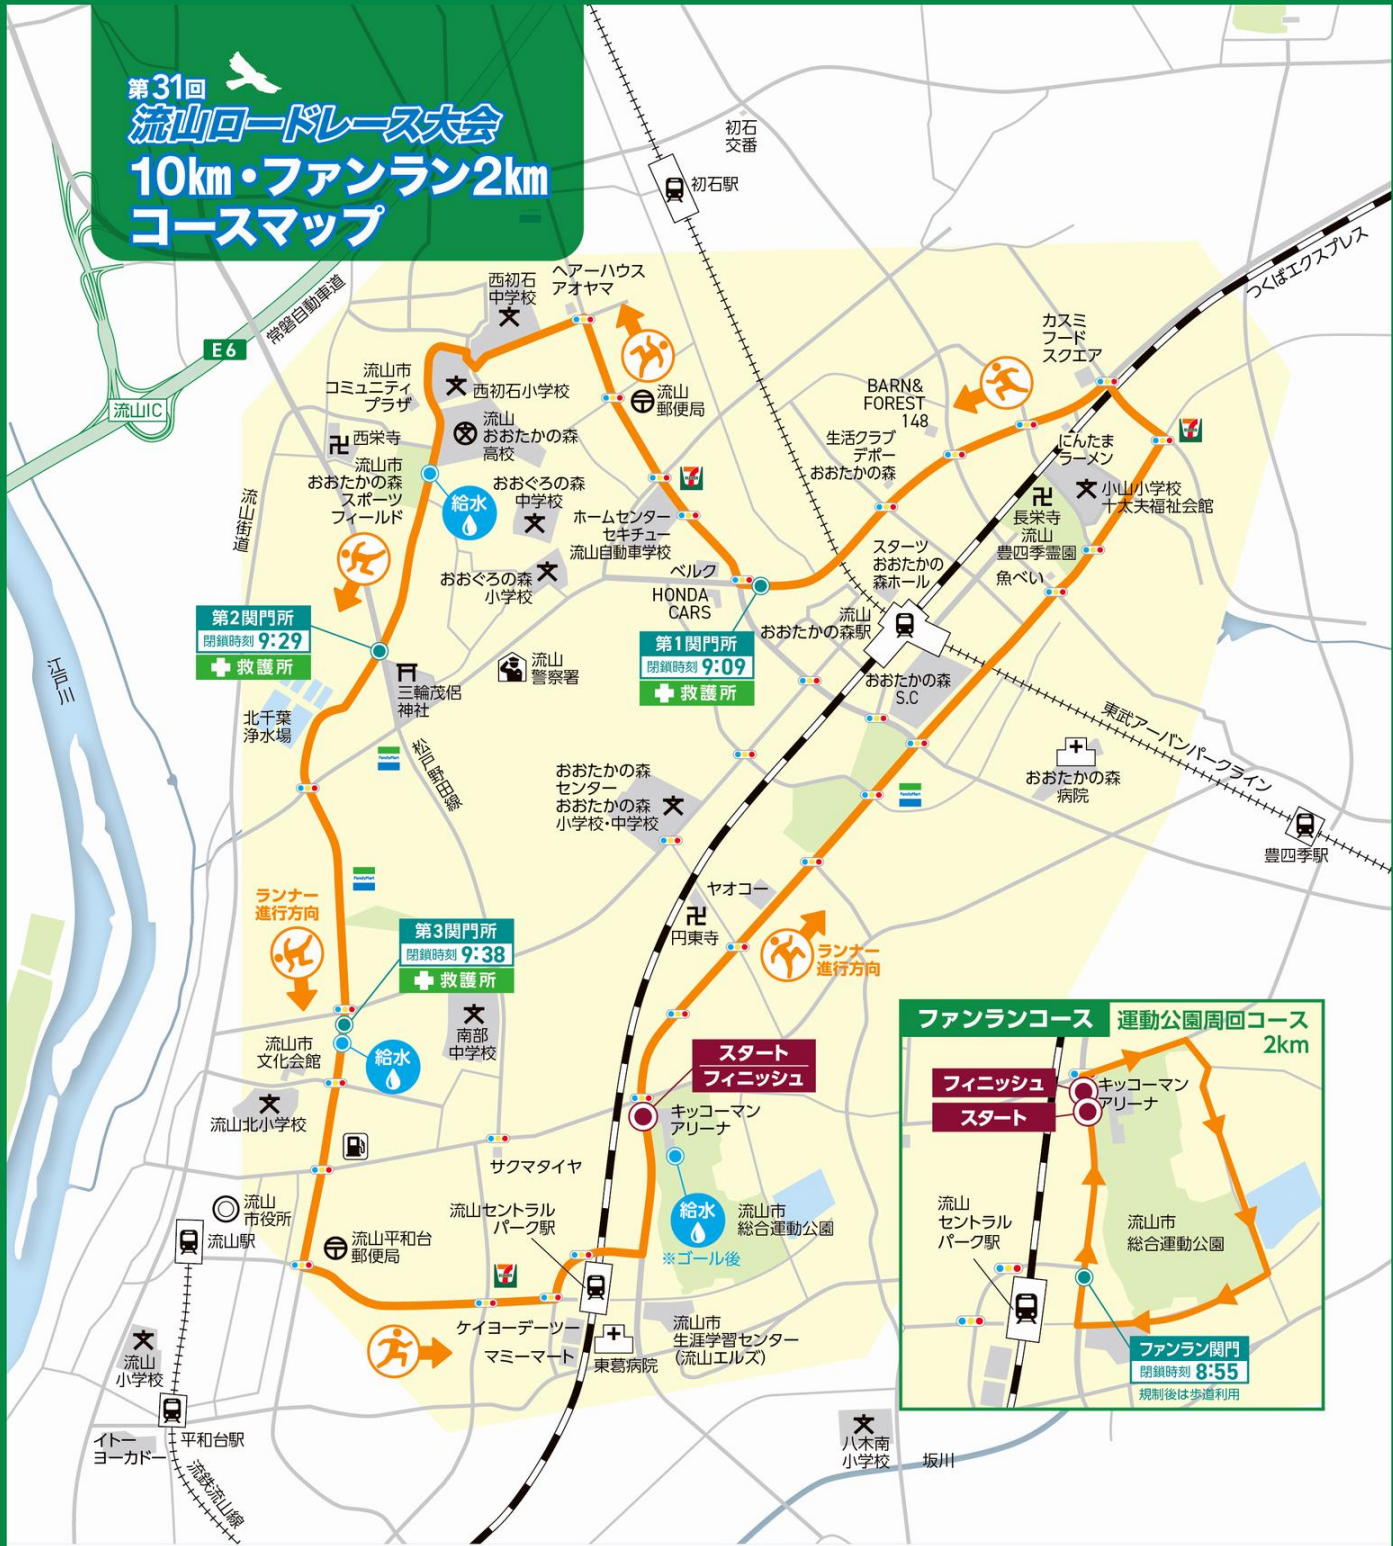 第31回
流山ロードレース大会
10km・ファンラン2km
コースマップ
初石
交番
初石駅
つくばエクスプレス
常磐自動車道
E6
流山IC
西初石
中学校
ヘアーハウス
アオヤマ
カスミ
フード
スクエア
流山市
コミュニティ
プラザ
西初石小学校
流山
郵便局
BARN&
FOREST
148
流山
おおたかの森
高校
西栄寺
生活クラブ
デポー
おおたかの森
にんたま
ラーメン
流山市
おおたかの森
スポーツ
フィールド
給水
おおぐろの森
中学校
小山小学校
十太夫福祉会館
流山街道
ホームセンター
セキチュー
流山自動車学校
長栄寺
流山
豊四季霊園
スターツ
おおたかの
森ホール
おおぐろの森
小学校
ベルク
魚べい
HONDA
CARS
流山
おおたかの森駅
第2関門所
閉鎖時刻 9:29
救護所
第1関門所
閉鎖時刻 9:09
救護所
江戸川
流山
警察署
三輪茂侶
神社
おおたかの森
S.C
北千葉
浄水場
東武アーバンパークライン
松戸野田線
FamilyMart
おおたかの森
センター
おおたかの森
小学校・中学校
おおたかの森
病院
FamilyMart
豊四季駅
FamilyMart
ヤオコー
ランナー
進行方向
円東寺
第3関門所
閉鎖時刻 9:38
救護所
ランナー
進行方向
南部
中学校
流山市
文化会館
給水
スタート
フィニッシュ
流山北小学校
キッコーマン
アリーナ
サクマタイヤ
流山
市役所
流山セントラル
パーク駅
給水
※ゴール後
流山市
総合運動公園
流山駅
流山平和台
郵便局
ケイヨーデーツー
マミーマート
東葛病院
流山市
生涯学習センター
(流山エルズ)
流山
小学校
平和台駅
イトー
ヨーカドー
流鉄流山線
八木南
小学校
坂川
ファンランコース
運動公園周回コース
2km
フィニッシュ
スタート
キッコーマン
アリーナ
流山
セントラル
パーク駅
流山市
総合運動公園
ファンラン関門
閉鎖時刻 8:55
規制後は歩道利用